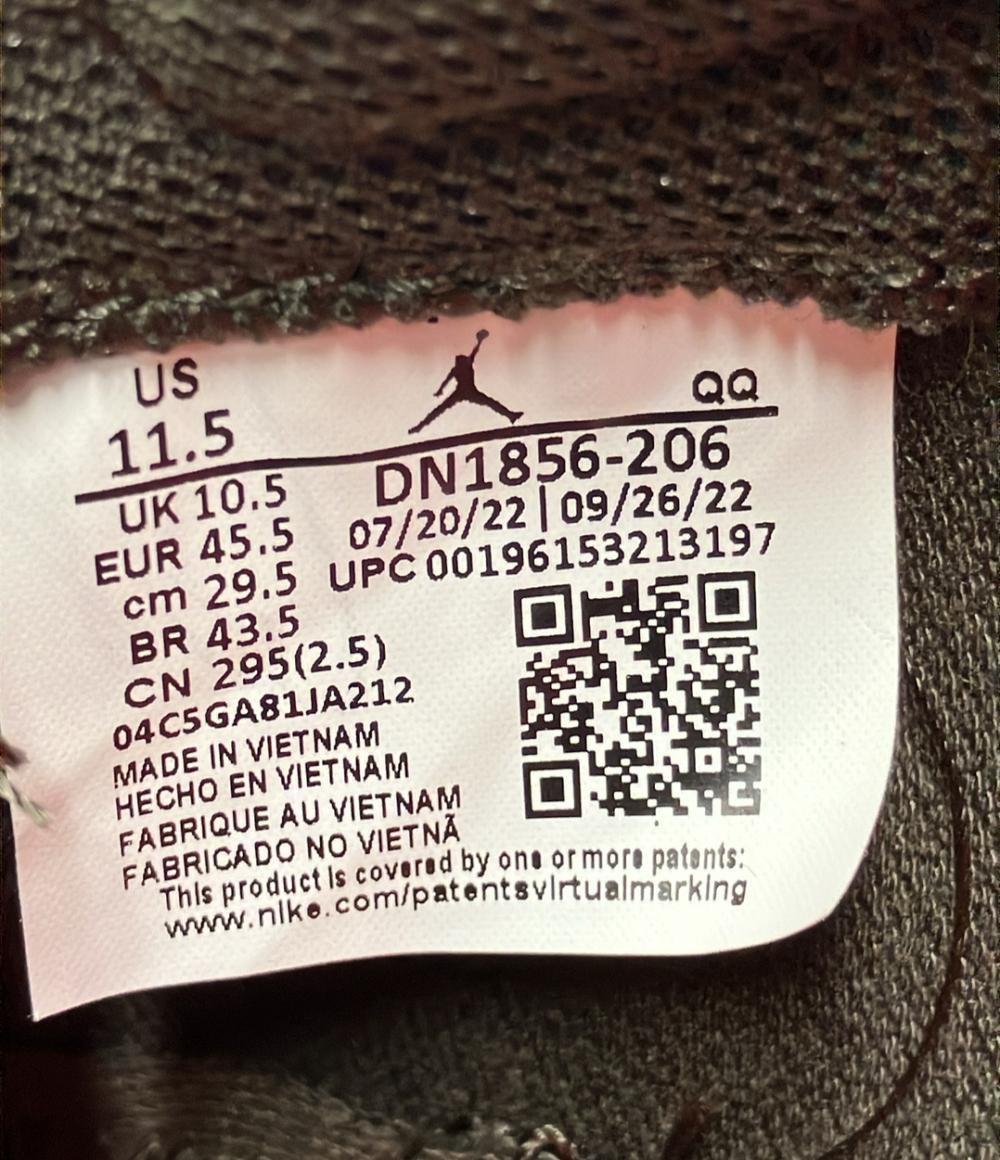 US
11.5
QQ
UK 10.5
EUR 45.5
cm 29.5
BR 43.5
CN 295(2.5)
DN1856-206
07/20/22 | 09/26/22
UPC 00196153213197
04C5GA81JA212
MADE IN VIETNAM
HECHO EN VIETNAM
FABRIQUE AU VIETNAM
FABRICADO NO VIETNÃ
This product is covered by one or more patents:
www.nike.com/patentsvirtualmarking